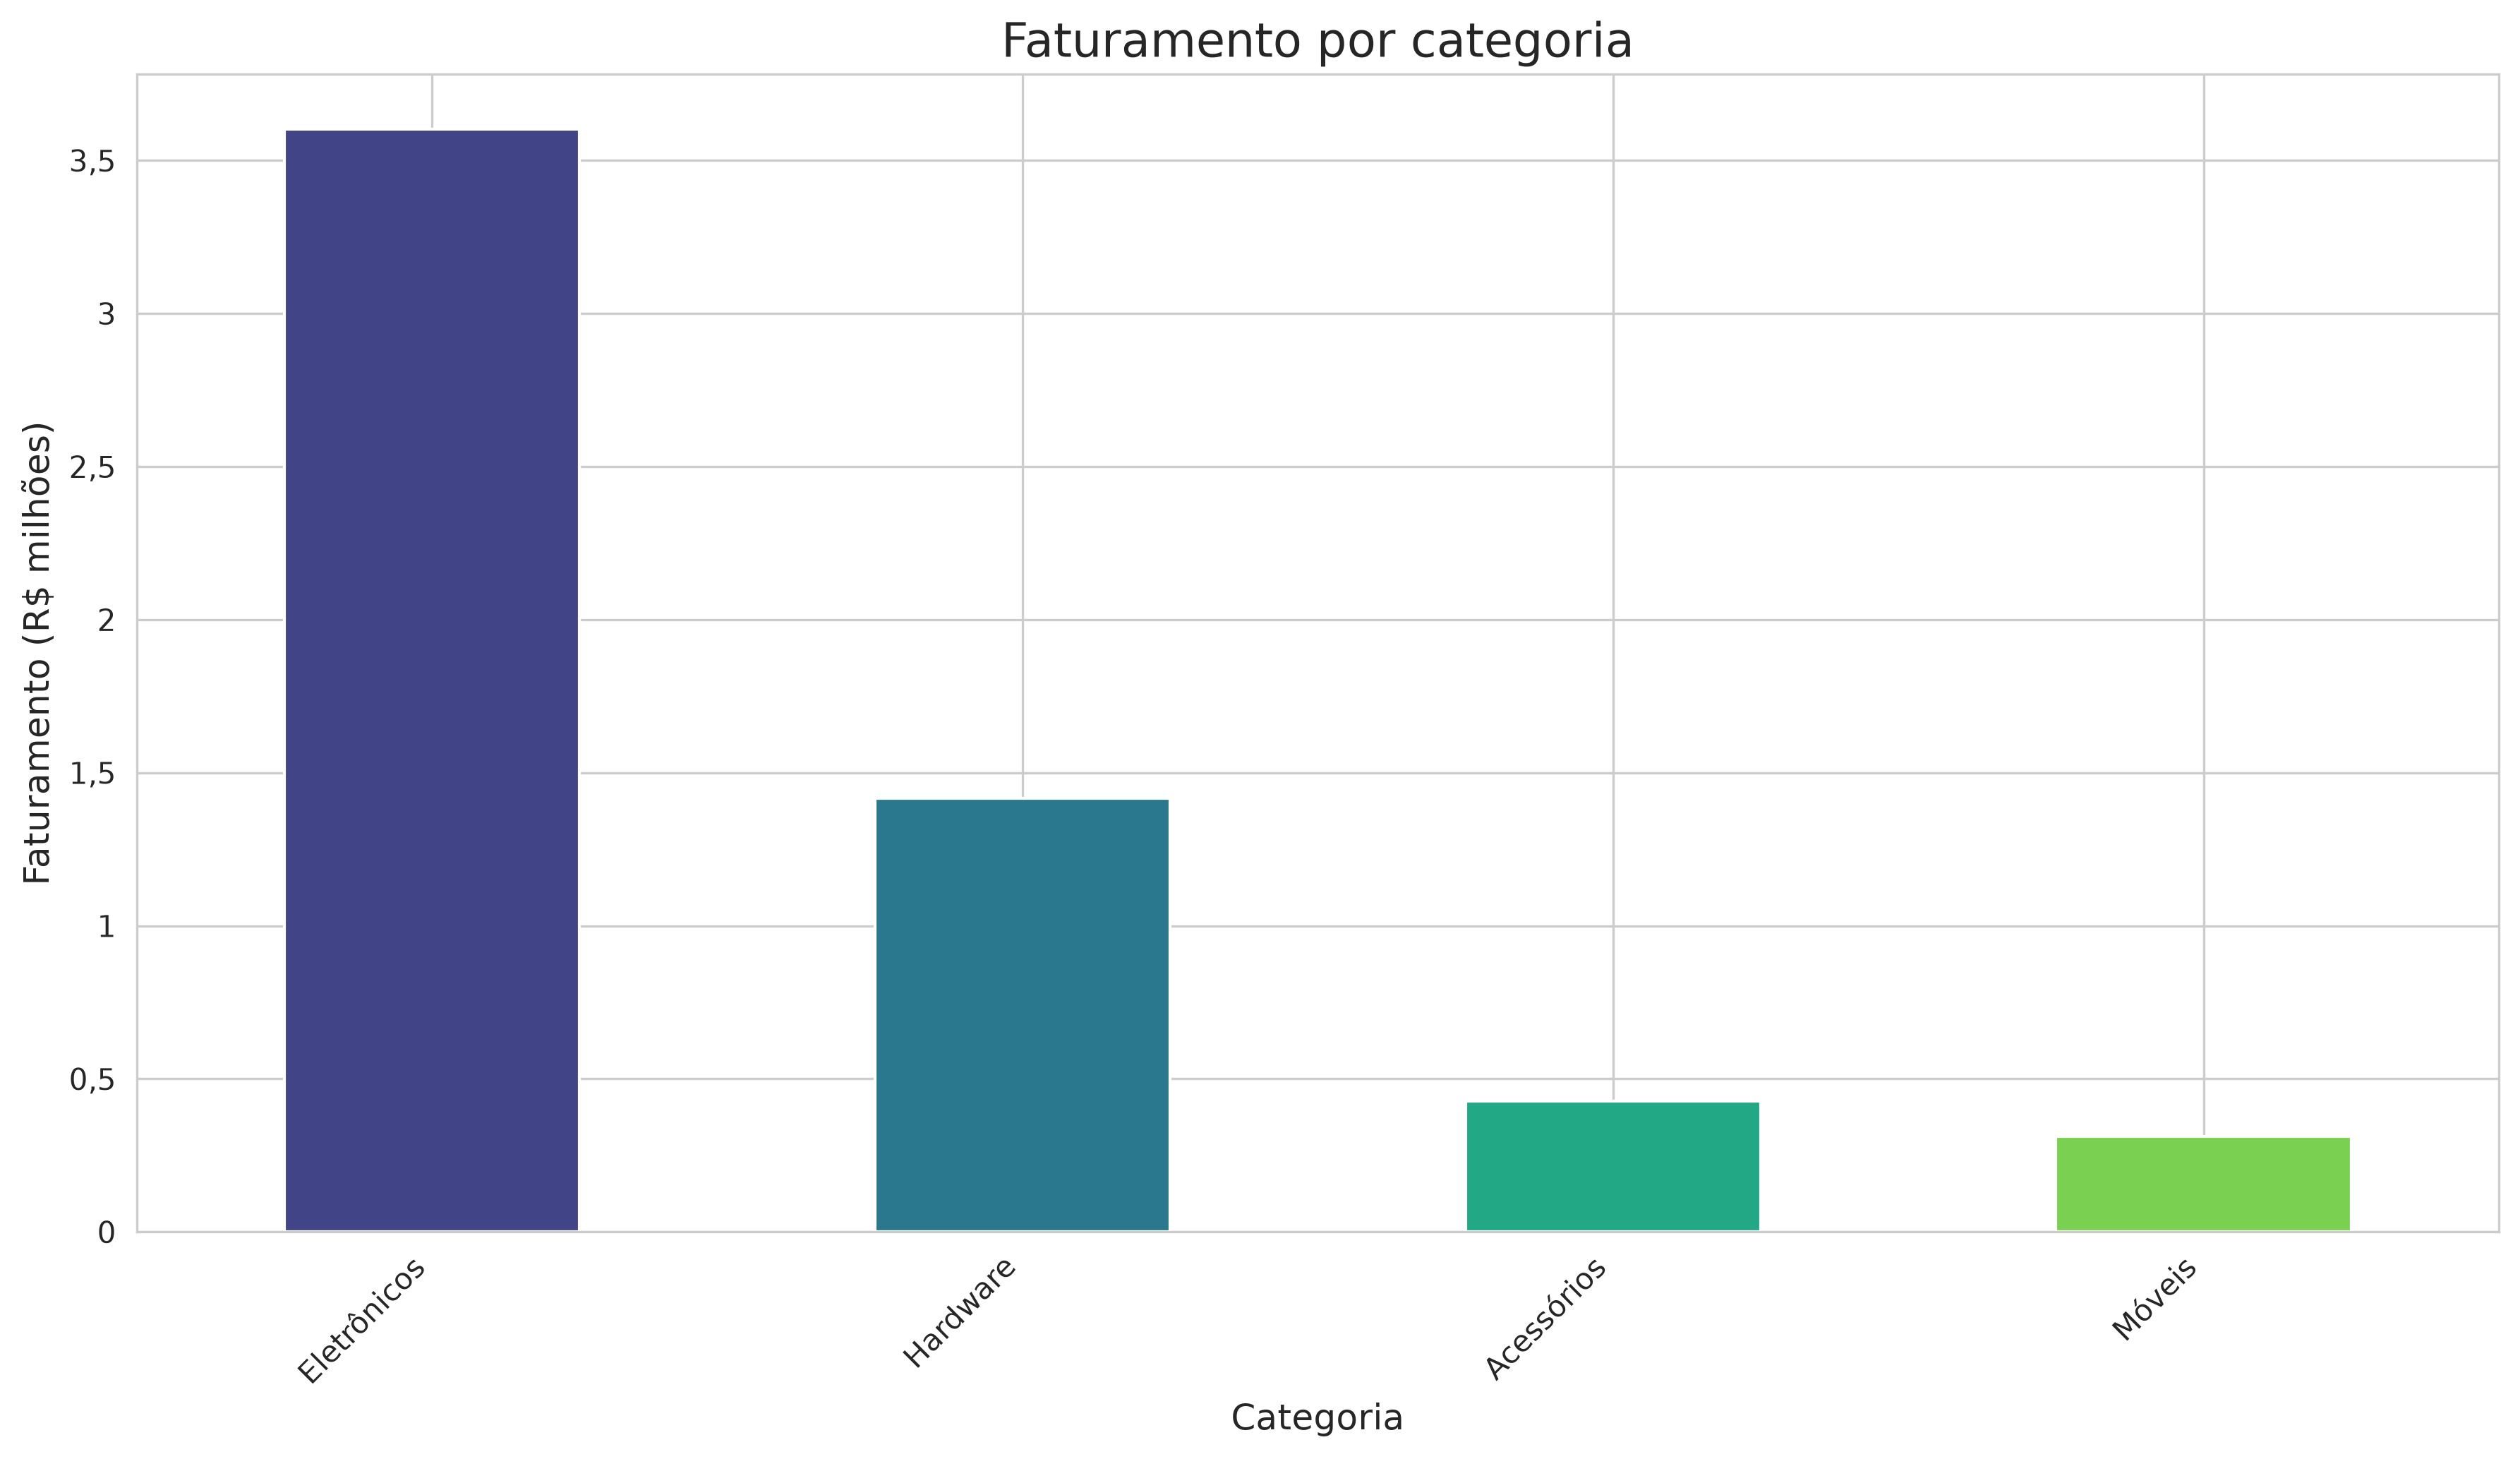 Faturamento por categoria
Faturamento (R$ milhões)
3,5
3
2,5
2
1,5
1
0,5
0
Eletrônicos
Hardware
Acessórios
Móveis
Categoria